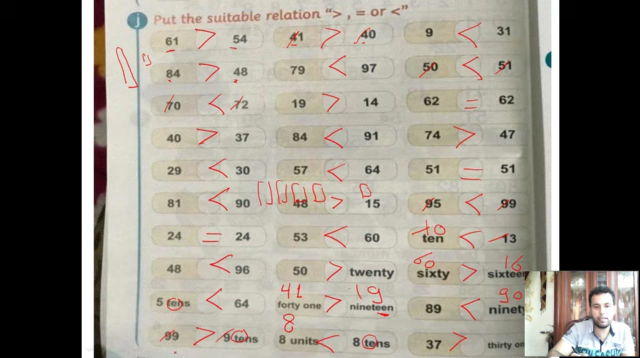 j Put the suitable relation “> , = or <”
61 > 54 41 > 40 9 < 31
84 > 48 79 < 97 50 < 51
70 < 72 19 > 14 62 = 62
40 > 37 84 < 91 74 > 47
29 < 30 57 < 64 51 = 51
81 < 90 48 > 15 95 < 99
10
24 = 24 53 < 60 ten < 13
60 16
48 < 96 50 > twenty sixty > sixteen
41 19 90
5 tens < 64 forty one > nineteen 89 < ninet
8
99 > 9 tens 8 units < 8 tens 37 > thirty on